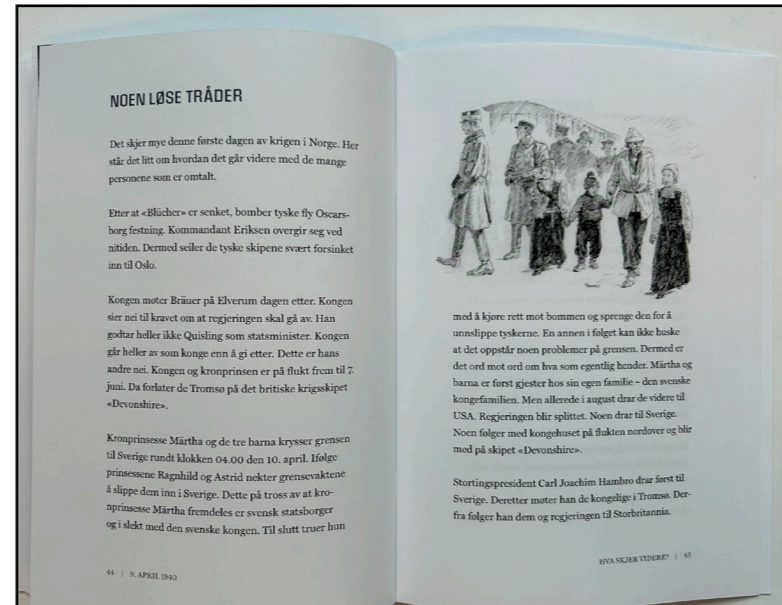 NOEN LØSE TRÅDER
Det skjer mye denne første dagen av krigen i Norge. Her
står det litt om hvordan det går videre med de mange
personene som er omtalt.
Etter at «Blücher» er senket, bomber tyske fly Oscars-
borg festning. Kommandant Eriksen overgir seg ved
nitiden. Dermed seiler de tyske skipene svært forsinket
inn til Oslo.
Kongen møter Bräuer på Elverum dagen etter. Kongen
sier nei til kravet om at regjeringen skal gå av. Han
godtar heller ikke Quisling som statsminister. Kongen
går heller av som konge enn å gi etter. Dette er hans
andre nei. Kongen og kronprinsen er på flukt frem til 7.
juni. Da forlater de Tromsø på det britiske krigsskipet
«Devonshire».
Kronprinsesse Märtha og de tre barna krysser grensen
til Sverige rundt klokken 04.00 den 10. april. Ifølge
prinsessene Ragnhild og Astrid nekter grensevaktene
å slippe dem inn i Sverige. Dette på tross av at kro-
nprinsesse Märtha fremdeles er svensk statsborger
og i slekt med den svenske kongen. Til slutt truer hun
44 | 9. APRIL 1940
med å kjøre rett mot bommen og sprenge den for å
unnslippe tyskerne. En annen i følget kan ikke huske
at det oppstår noen problemer på grensen. Dermed er
det ord mot ord om hva som egentlig hender. Märtha og
barna er først gjester hos sin egen familie – den svenske
kongefamilien. Men allerede i august drar de videre til
USA. Regjeringen blir splittet. Noen drar til Sverige.
Noen følger med kongehuset på flukten nordover og blir
med på skipet «Devonshire».
Stortingspresident Carl Joachim Hambro drar først til
Sverige. Deretter møter han de kongelige i Tromsø. Der-
fra følger han dem og regjeringen til Storbritannia.
HVA SKJER VIDERE? | 45